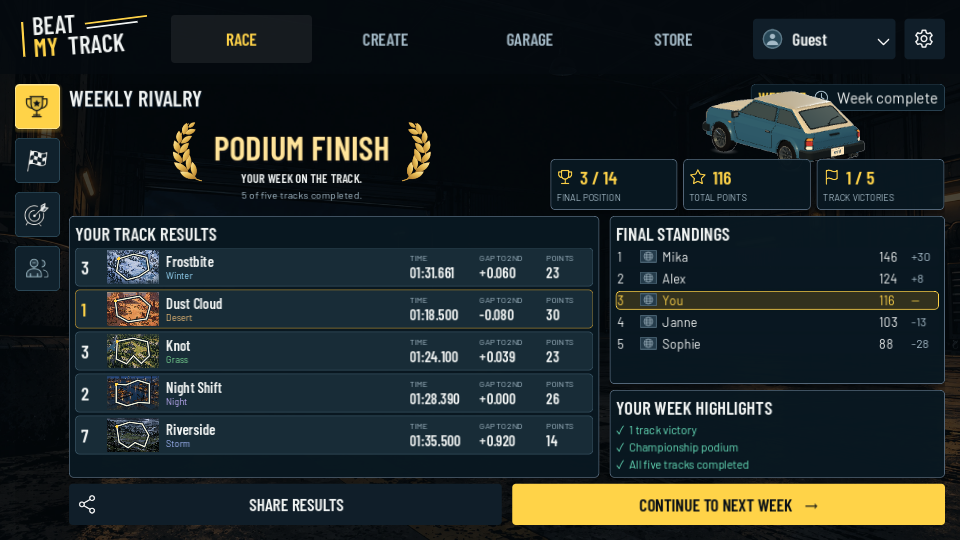 BEAT
MY TRACK
RACE
CREATE
GARAGE
STORE
Guest
WEEKLY RIVALRY
Week complete
PODIUM FINISH
YOUR WEEK ON THE TRACK.
5 of five tracks completed.
3 / 14
FINAL POSITION
116
TOTAL POINTS
1 / 5
TRACK VICTORIES
YOUR TRACK RESULTS
3 Frostbite Winter TIME 01:31.661 GAP TO 2ND +0.060 POINTS 23
1 Dust Cloud Desert TIME 01:18.500 GAP TO 2ND -0.080 POINTS 30
3 Knot Grass TIME 01:24.100 GAP TO 2ND +0.039 POINTS 23
2 Night Shift Night TIME 01:28.390 GAP TO 2ND +0.000 POINTS 26
7 Riverside Storm TIME 01:35.500 GAP TO 2ND +0.920 POINTS 14
FINAL STANDINGS
1 Mika 146 +30
2 Alex 124 +8
3 You 116 —
4 Janne 103 -13
5 Sophie 88 -28
YOUR WEEK HIGHLIGHTS
✓ 1 track victory
✓ Championship podium
✓ All five tracks completed
SHARE RESULTS
CONTINUE TO NEXT WEEK →